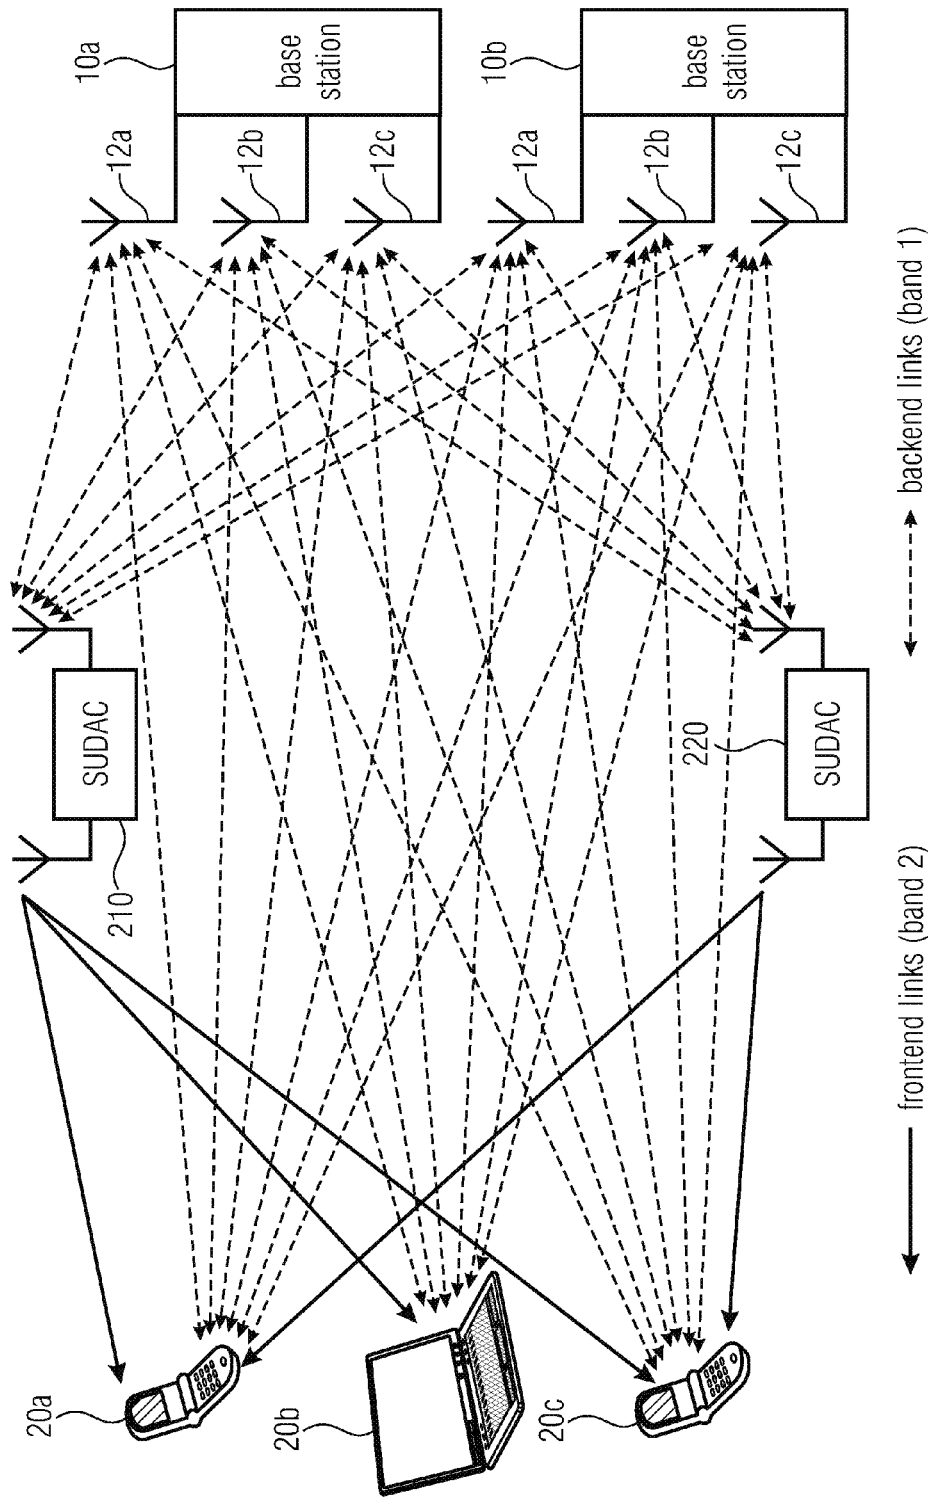 10a
base
station
12a
12b
12c
10b
base
station
12a
12b
12c
SUDAC
210
220
SUDAC
20a
20b
20c
frontend links (band 2)
backend links (band 1)